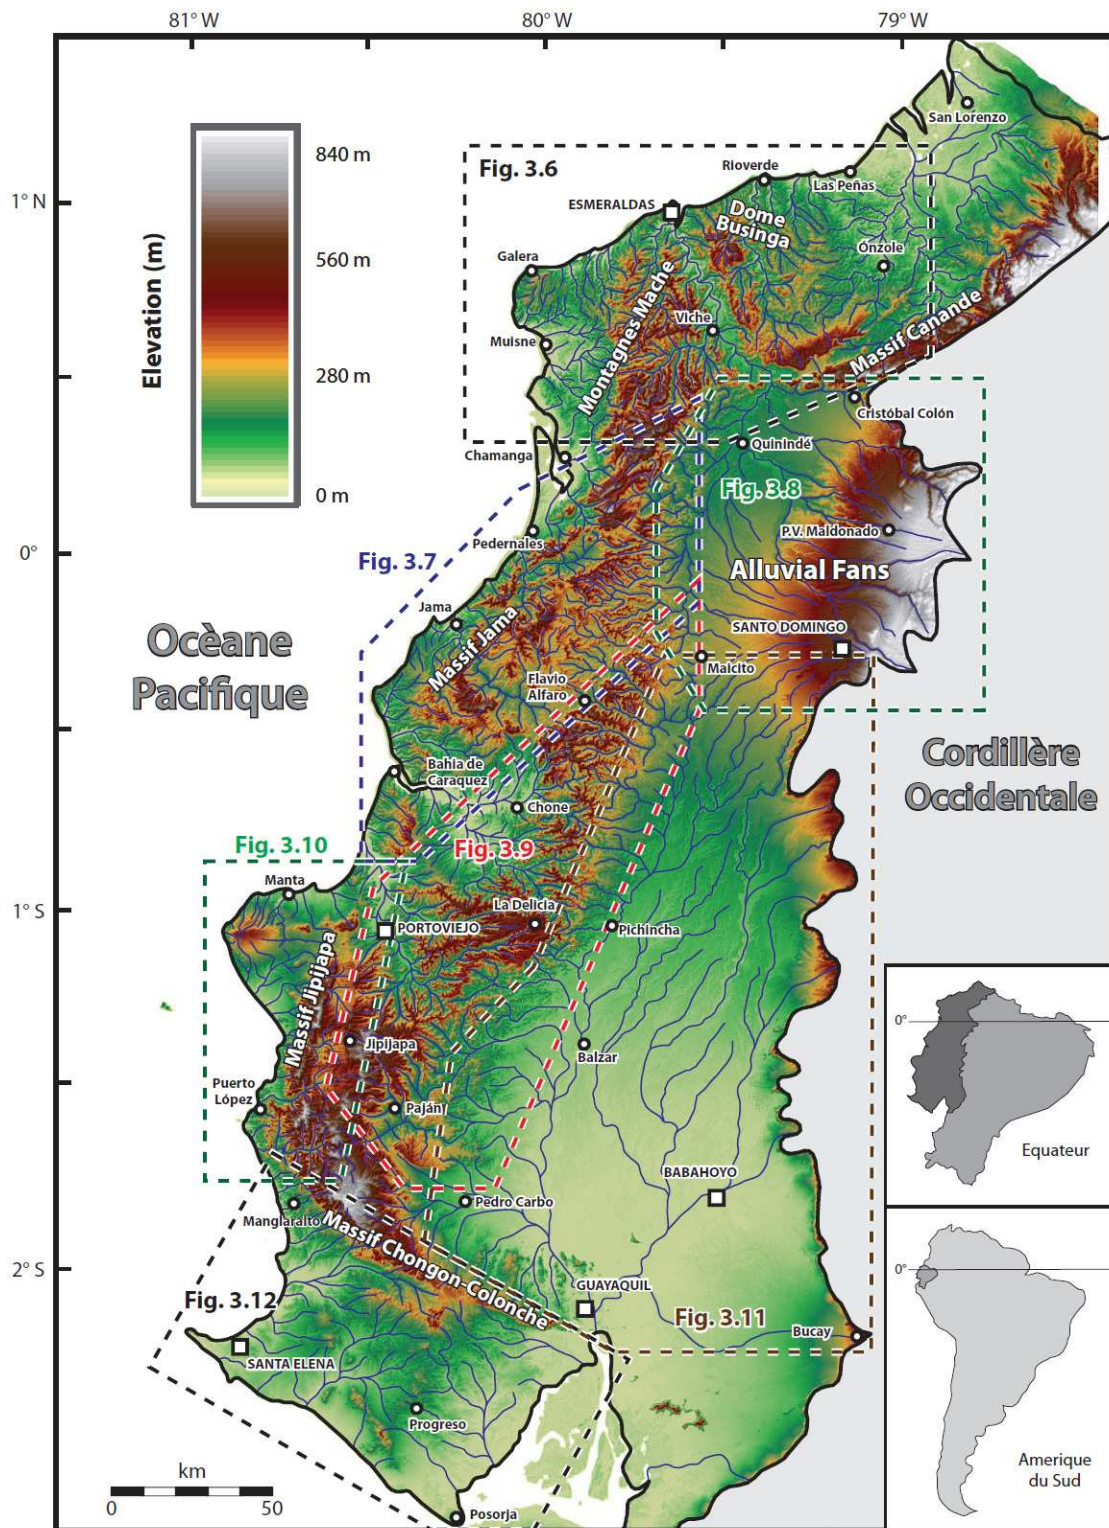 81° W
80° W
79° W
1° N
0°
1° S
2° S
Elevation (m)
840 m
560 m
280 m
0 m
Fig. 3.6
San Lorenzo
Rioverde
Las Peñas
ESMERALDAS
Dome
Businga
Galera
Ónzole
Montagnes Mache
Viche
Muisne
Massif Canande
Cristóbal Colón
Chamanga
Quinindé
Fig. 3.8
Pedernales
P.V. Maldonado
Fig. 3.7
Alluvial Fans
Jama
SANTO DOMINGO
Ocèane
Pacifique
Massif Jama
Malcito
Flavio
Alfaro
Cordillère
Occidentale
Bahia de
Caraquez
Chone
Fig. 3.10
Fig. 3.9
Manta
La Delicia
PORTOVIEJO
Pichincha
Massif Jipijapa
Jipijapa
Balzar
Puerto
López
Paján
BABAHOYO
Pedro Carbo
Manglaralto
Massif Chongon-Colonche
GUAYAQUIL
Fig. 3.12
Fig. 3.11
Bucay
SANTA ELENA
Progreso
km
0
50
Posorja
0°
Equateur
0°
Amerique
du Sud